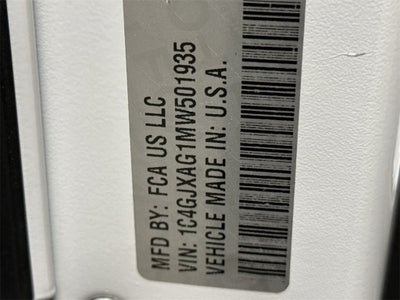 MFD BY: FCA US LLC
VIN: 1C4GJXAG1MW501935
VEHICLE MADE IN: U.S.A.